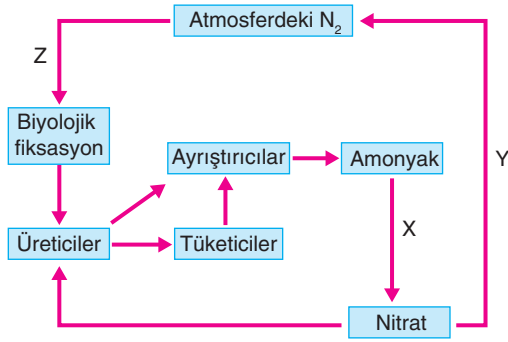 Atmosferdeki N₂
Z
Biyolojik
fiksasyon
Ayrıştırıcılar
Amonyak
Y
Üreticiler
Tüketiciler
X
Nitrat